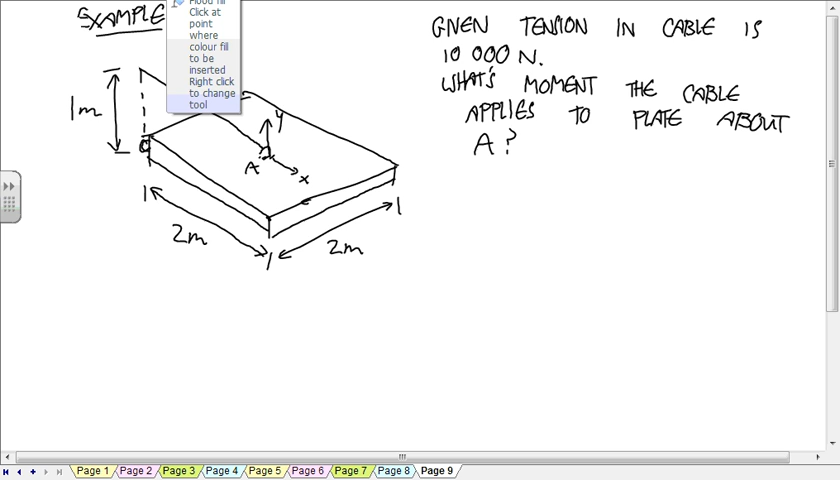 EXAMPLE
Flood fill
Click at
point
where
colour fill
to be
inserted
Right click
to change
tool
GIVEN TENSION IN CABLE IS
10 000 N.
WHAT'S MOMENT THE CABLE
APPLIES TO PLATE ABOUT
A?
1m
y
A
x
2m
2m
Page 1
Page 2
Page 3
Page 4
Page 5
Page 6
Page 7
Page 8
Page 9